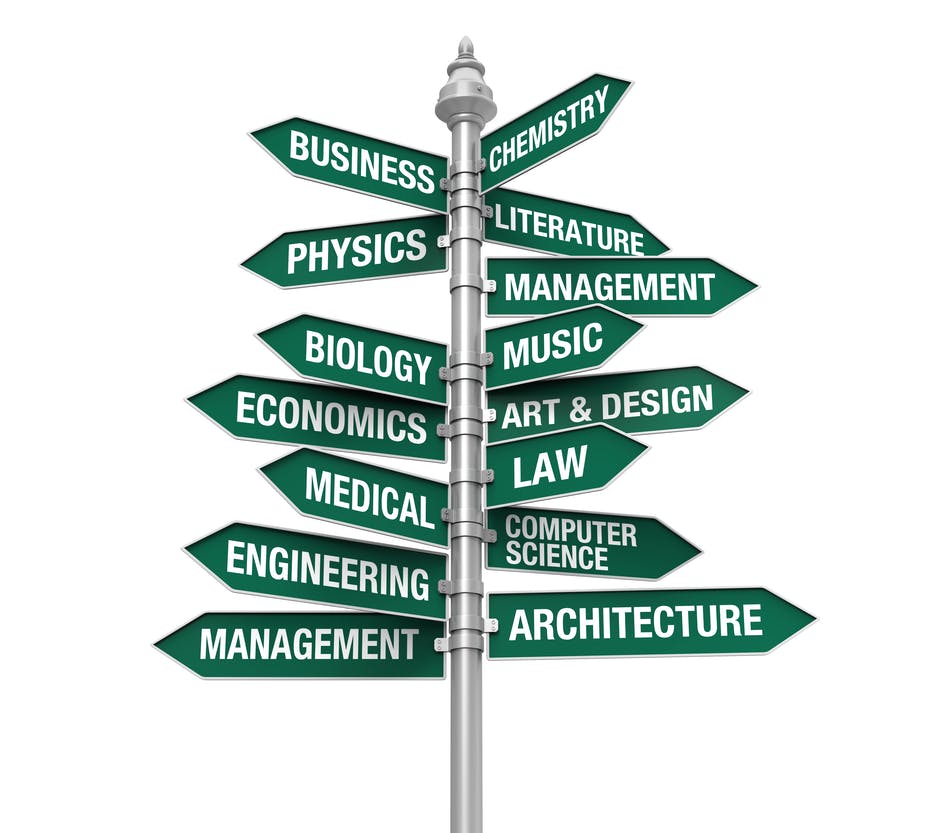 BUSINESS
CHEMISTRY
PHYSICS
LITERATURE
MANAGEMENT
BIOLOGY
MUSIC
ECONOMICS
ART & DESIGN
MEDICAL
LAW
ENGINEERING
COMPUTER
SCIENCE
MANAGEMENT
ARCHITECTURE